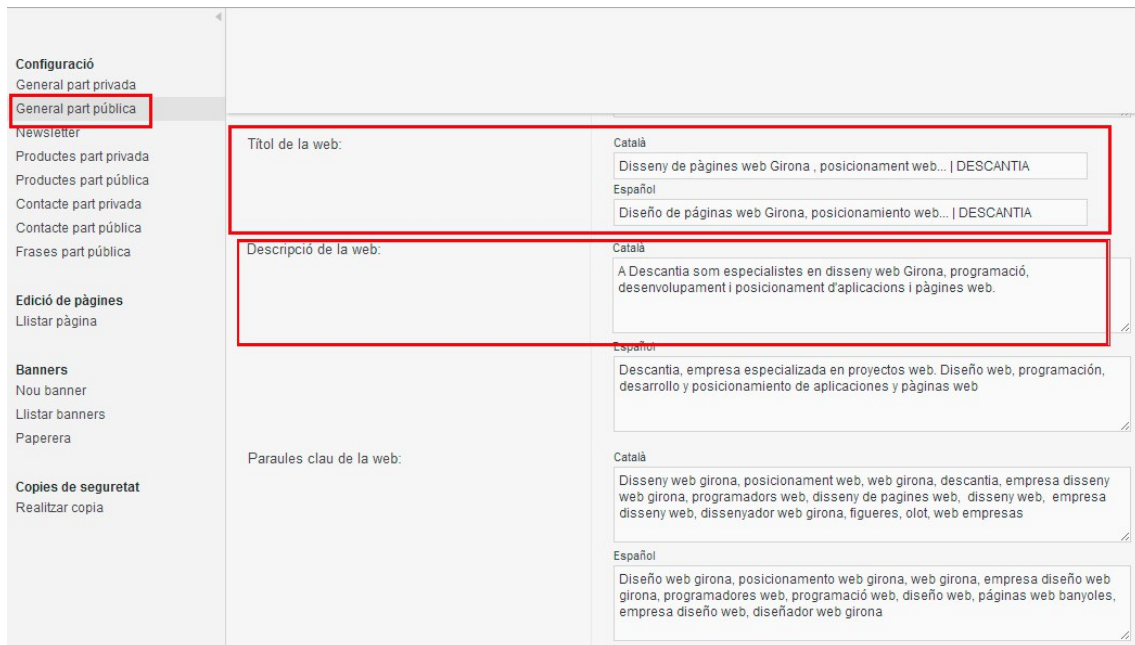 Configuració
General part privada
General part pública
Newsletter
Productes part privada
Productes part pública
Contacte part privada
Contacte part pública
Frases part pública
Edició de pàgines
Llistar pàgina
Banners
Nou banner
Llistar banners
Paperera
Copies de seguretat
Realitzar copia
Títol de la web:
Català
Disseny de pàgines web Girona , posicionament web... | DESCANTIA
Español
Diseño de páginas web Girona, posicionamiento web... | DESCANTIA
Descripció de la web:
Català
A Descantia som especialistes en disseny web Girona, programació,
desenvolupament i posicionament d'aplicacions i pàgines web.
Español
Descantia, empresa especializada en proyectos web. Diseño web, programación,
desarrollo y posicionamiento de aplicaciones y pàginas web
Paraules clau de la web:
Català
Disseny web girona, posicionament web, web girona, descantia, empresa disseny
web girona, programadors web, disseny de pagines web, disseny web, empresa
disseny web, dissenyador web girona, figueres, olot, web empresas
Español
Diseño web girona, posicionamento web girona, web girona, empresa diseño web
girona, programadores web, programació web, diseño web, páginas web banyoles,
empresa diseño web, diseñador web girona